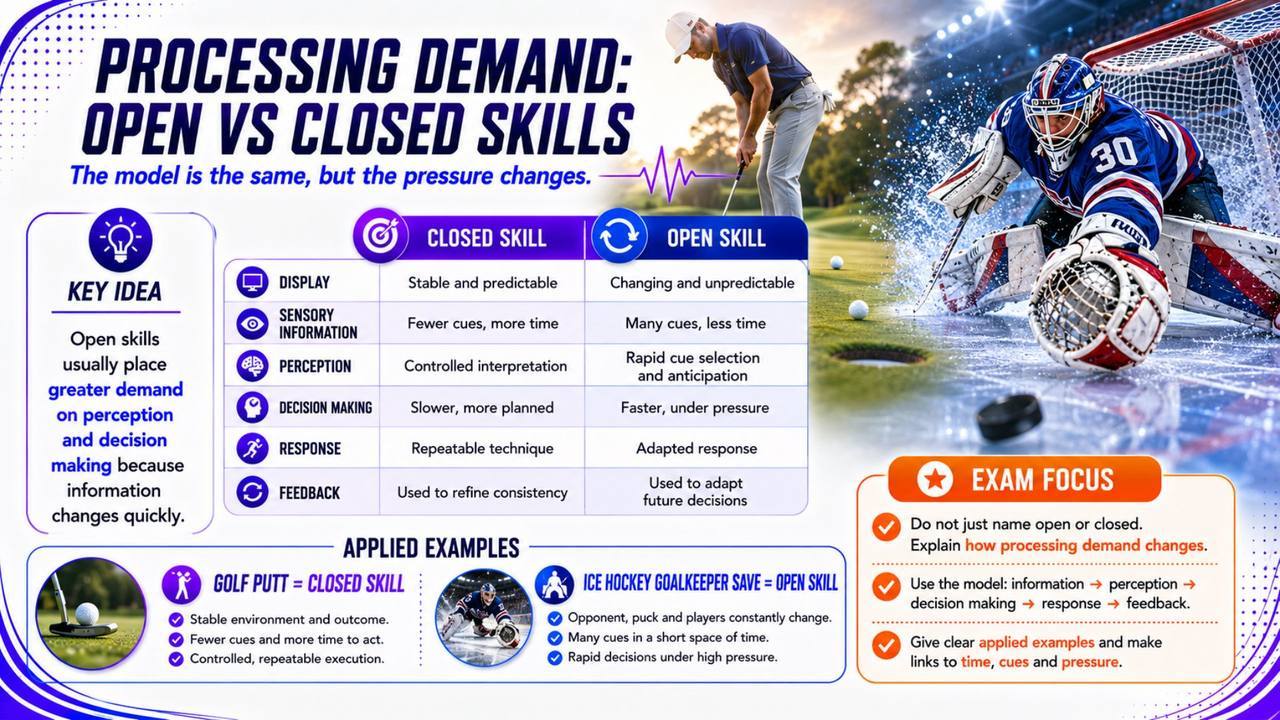 PROCESSING DEMAND:
OPEN VS CLOSED SKILLS
The model is the same, but the pressure changes.
KEY IDEA
Open skills
usually place
greater demand
on perception
and decision
making because
information
changes quickly.
CLOSED SKILL
OPEN SKILL
DISPLAY
Stable and predictable
Changing and unpredictable
SENSORY
INFORMATION
Fewer cues, more time
Many cues, less time
PERCEPTION
Controlled interpretation
Rapid cue selection
and anticipation
DECISION MAKING
Slower, more planned
Faster, under pressure
RESPONSE
Repeatable technique
Adapted response
FEEDBACK
Used to refine consistency
Used to adapt
future decisions
30
APPLIED EXAMPLES
GOLF PUTT = CLOSED SKILL
Stable environment and outcome.
Fewer cues and more time to act.
Controlled, repeatable execution.
ICE HOCKEY GOALKEEPER SAVE = OPEN SKILL
Opponent, puck and players constantly change.
Many cues in a short space of time.
Rapid decisions under high pressure.
EXAM FOCUS
Do not just name open or closed.
Explain how processing demand changes.
Use the model: information → perception →
decision making → response → feedback.
Give clear applied examples and make
links to time, cues and pressure.